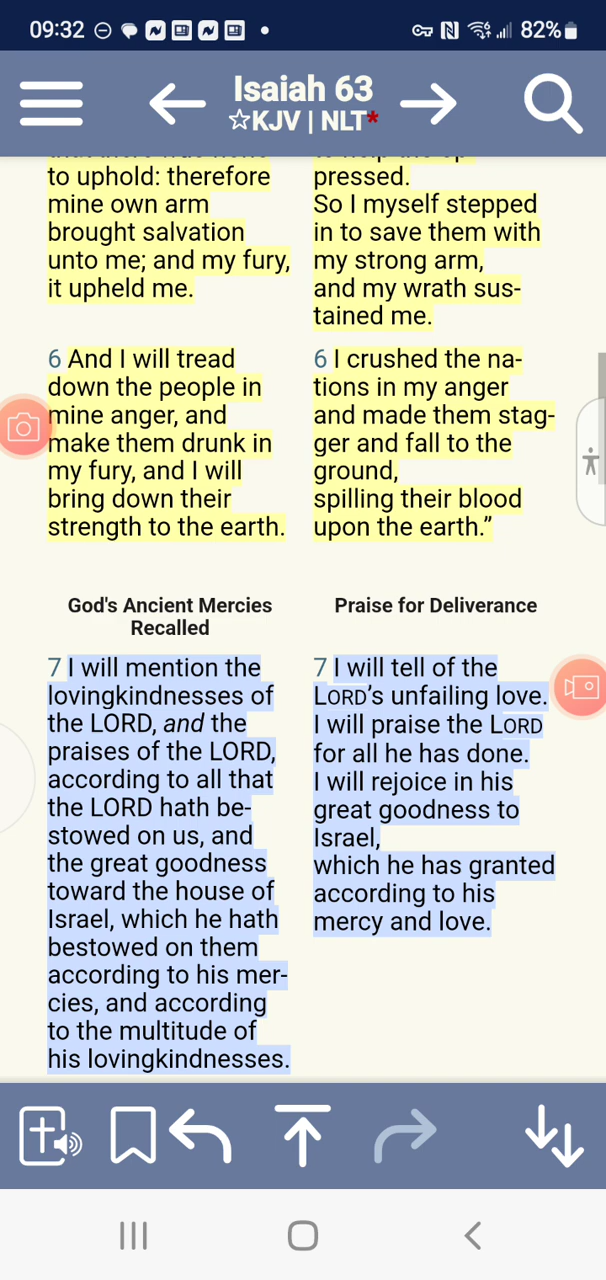 09:32
82%
Isaiah 63
☆KJV | NLT*
to uphold: therefore
mine own arm
brought salvation
unto me; and my fury,
it upheld me.
6 And I will tread
down the people in
mine anger, and
make them drunk in
my fury, and I will
bring down their
strength to the earth.
God's Ancient Mercies
Recalled
7 I will mention the
lovingkindnesses of
the LORD, and the
praises of the LORD,
according to all that
the LORD hath be-
stowed on us, and
the great goodness
toward the house of
Israel, which he hath
bestowed on them
according to his mer-
cies, and according
to the multitude of
his lovingkindnesses.
pressed.
So I myself stepped
in to save them with
my strong arm,
and my wrath sus-
tained me.
6 I crushed the na-
tions in my anger
and made them stag-
ger and fall to the
ground,
spilling their blood
upon the earth.”
Praise for Deliverance
7 I will tell of the
LORD’s unfailing love.
I will praise the LORD
for all he has done.
I will rejoice in his
great goodness to
Israel,
which he has granted
according to his
mercy and love.